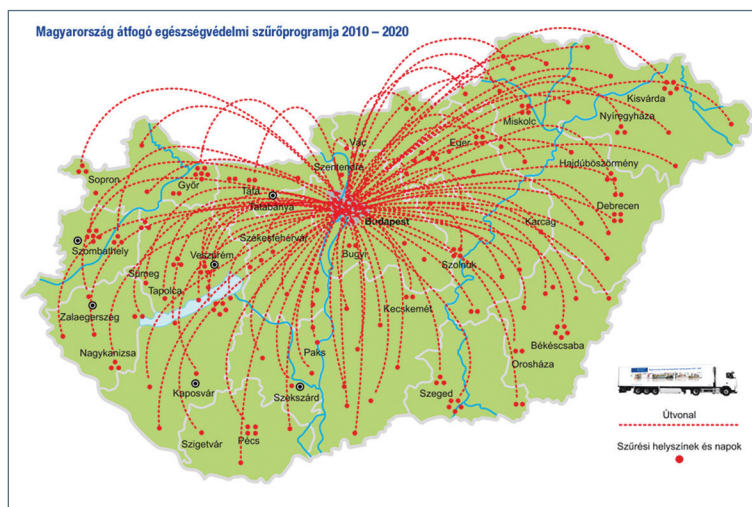 Magyarország átfogó egészségvédelmi szűrőprogramja 2010 – 2020
Kisvárda
Miskolc
Nyíregyháza
Vác
Eger
Szentendre
Hajdúböszörmény
Sopron
Győr
Tata
Tatabánya
Debrecen
Budapest
Karcag
Szombathely
Székesfehérvár
Veszprém
Bugyi
Szolnok
Sümeg
Tapolca
Zalaegerszeg
Kecskemét
Békéscsaba
Nagykanizsa
Paks
Orosháza
Kaposvár
Szekszárd
Szeged
Szigetvár
Pécs
Útvonal
Szűrési helyszínek és napok